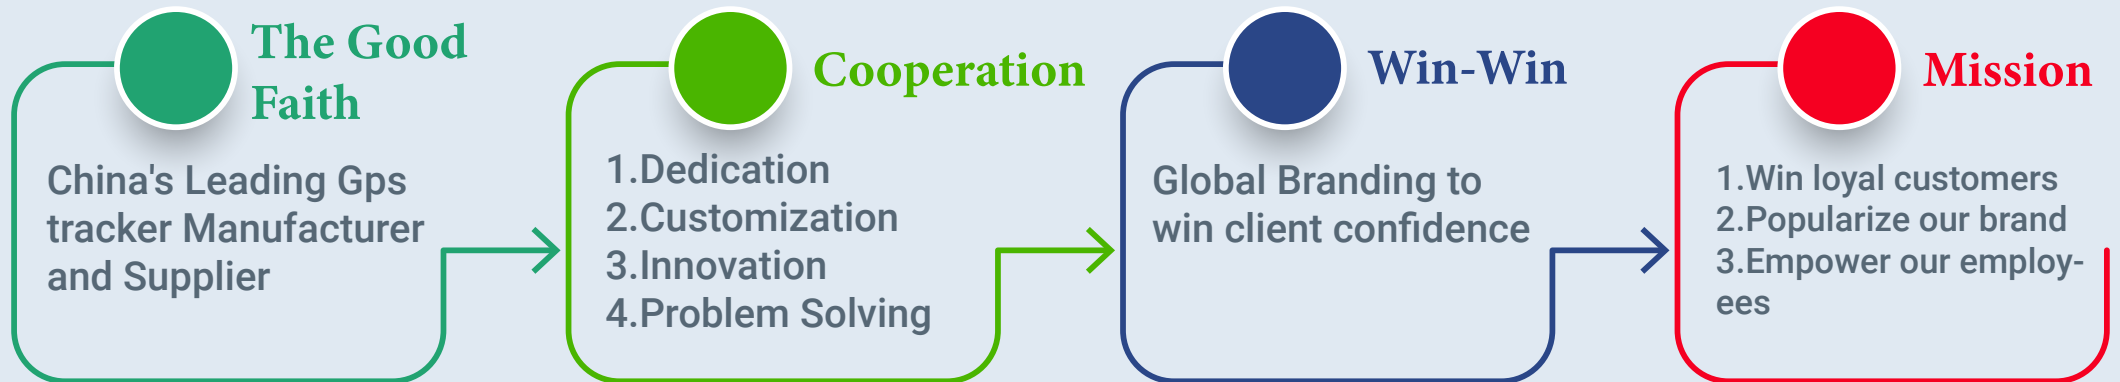 The Good
Faith
China's Leading Gps
tracker Manufacturer
and Supplier
Cooperation
1.Dedication
2.Customization
3.Innovation
4.Problem Solving
Win-Win
Global Branding to
win client confidence
Mission
1.Win loyal customers
2.Popularize our brand
3.Empower our employ-
ees